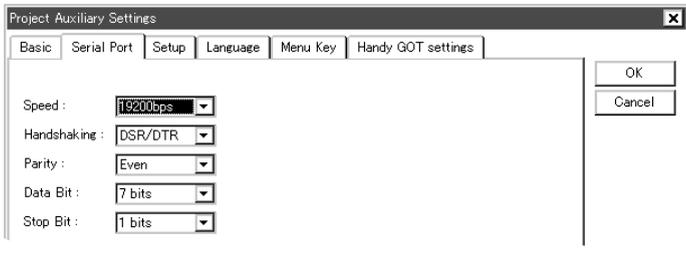 Project Auxiliary Settings
Basic Serial Port Setup Language Menu Key Handy GOT settings
OK
Speed : 19200bps
Cancel
Handshaking : DSR/DTR
Parity : Even
Data Bit : 7 bits
Stop Bit : 1 bits